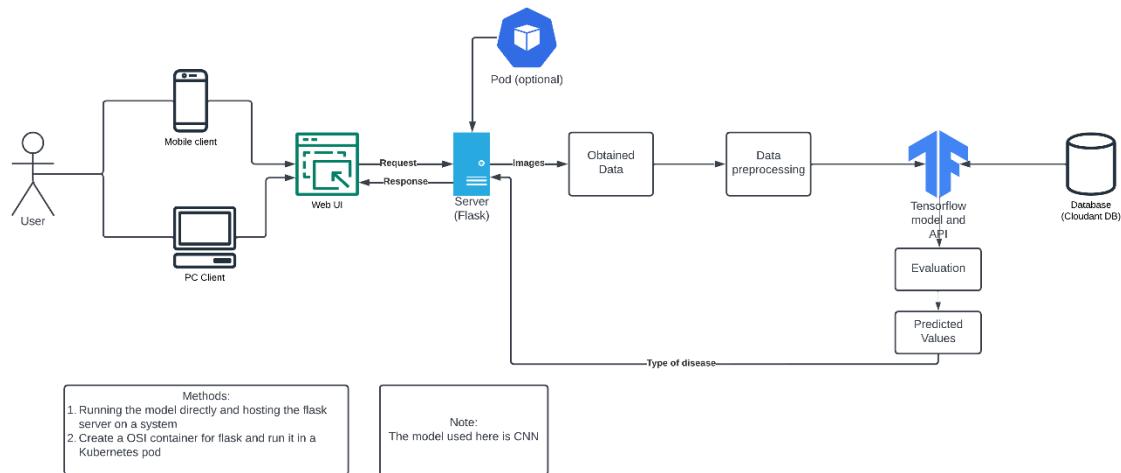 Pod (optional)
Mobile client
User
Web UI
PC Client
Request
Response
Server
(Flask)
Images
Obtained
Data
Data
preprocessing
Tensorflow
model and
API
Database
(Cloudant DB)
Evaluation
Predicted
Values
Type of disease
Methods:
1. Running the model directly and hosting the flask
server on a system
2. Create a OSI container for flask and run it in a
Kubernetes pod
Note:
The model used here is CNN